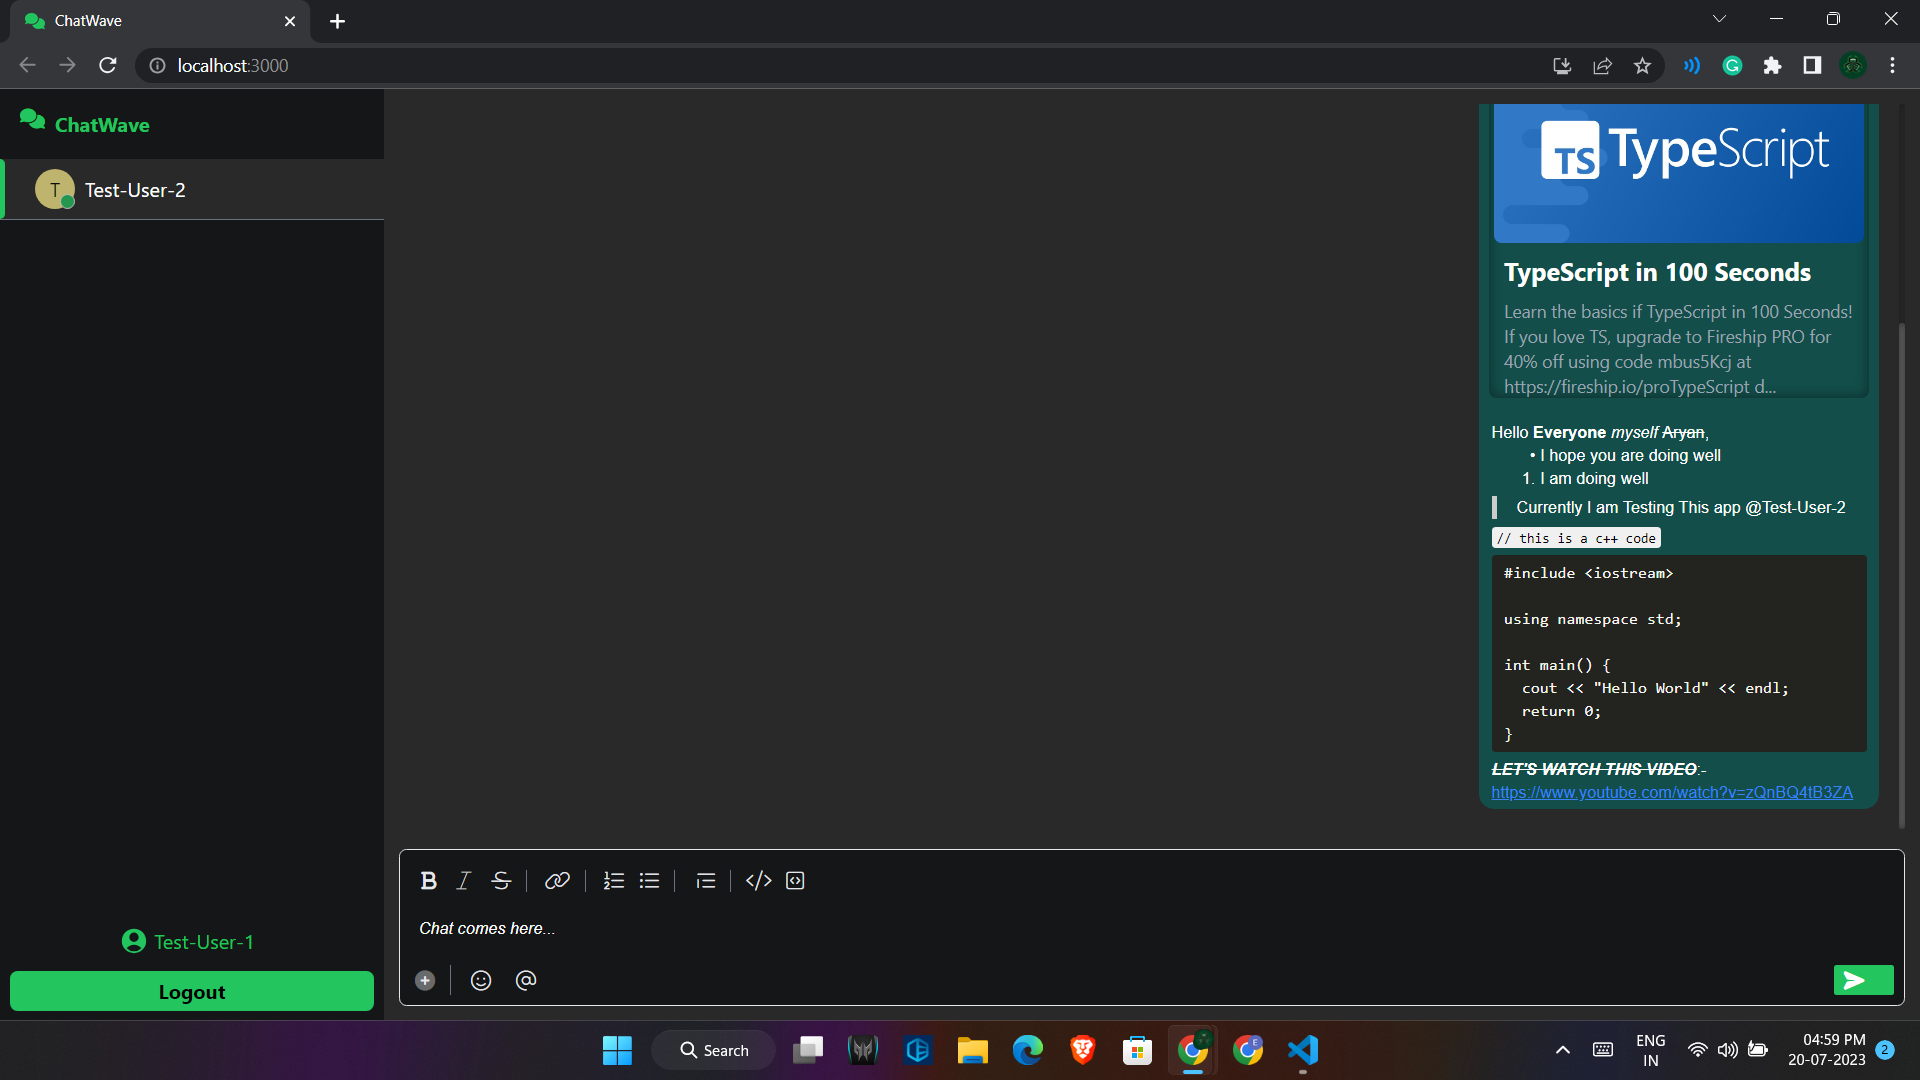 ChatWave
localhost:3000
ChatWave
T
Test-User-2
TS TypeScript
TypeScript in 100 Seconds
Learn the basics if TypeScript in 100 Seconds!
If you love TS, upgrade to Fireship PRO for
40% off using code mbus5Kcj at
https://fireship.io/proTypeScript d...
Hello Everyone myself Aryan,
• I hope you are doing well
1. I am doing well
Currently I am Testing This app @Test-User-2
// this is a c++ code
#include <iostream>
using namespace std;
int main() {
cout << "Hello World" << endl;
return 0;
}
LET'S WATCH THIS VIDEO:-
https://www.youtube.com/watch?v=zQnBQ4tB3ZA
B I S
Chat comes here...
@
Test-User-1
Logout
Search
E
ENG
IN
04:59 PM
20-07-2023
2